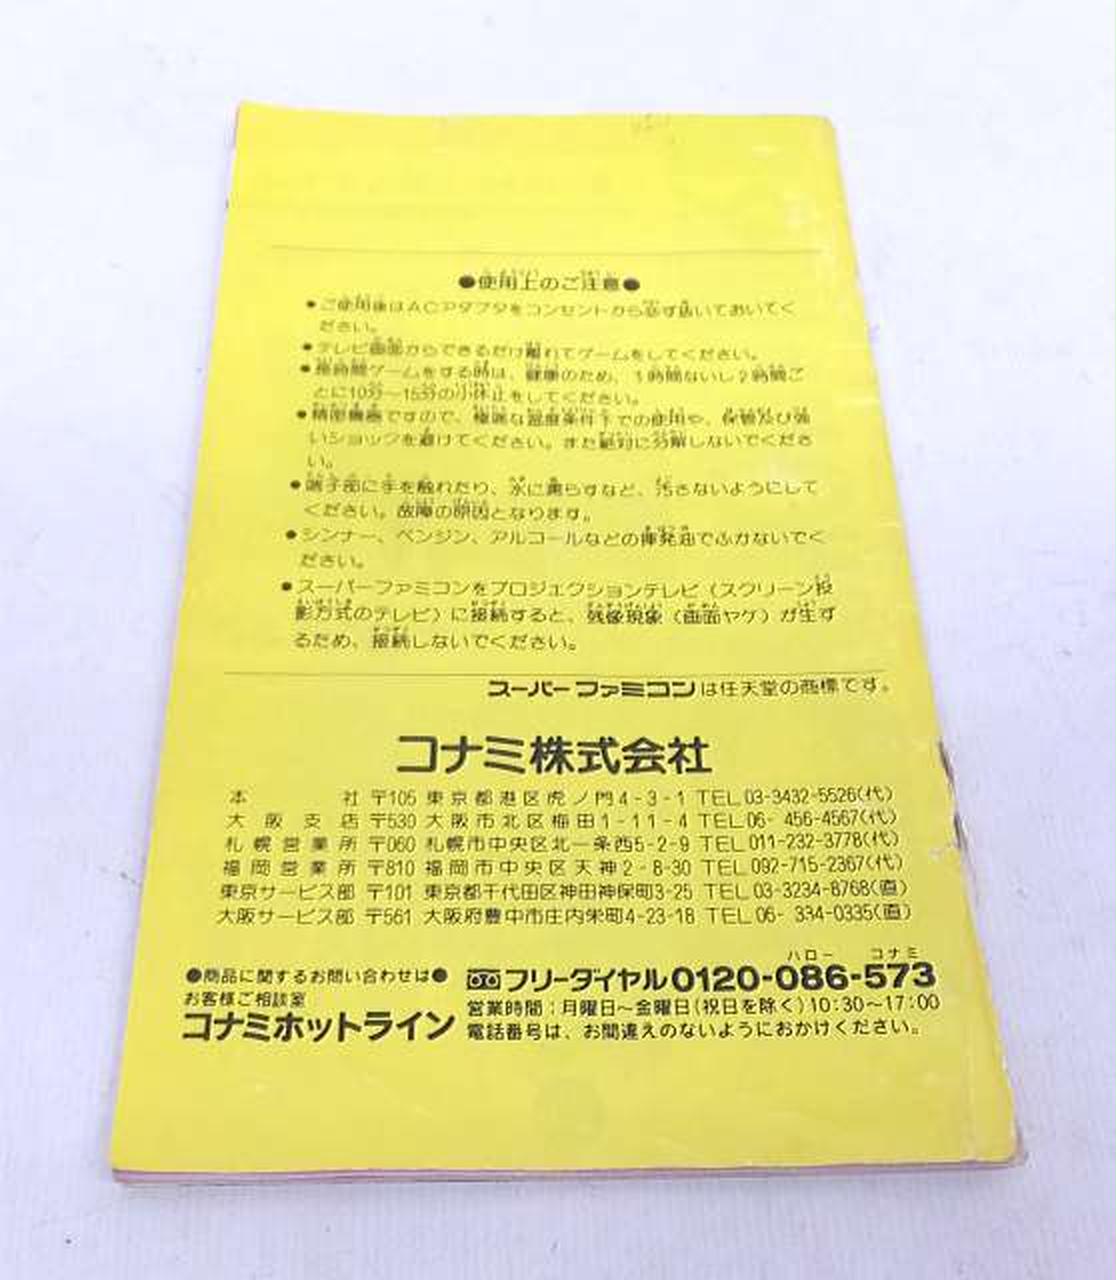 ●使用上のご注意●
●ご使用後はACアダプタをコンセントから必ず抜いておいてく
ださい。
●テレビ画面からできるだけ離れてゲームをしてください。
●長時間ゲームをする時は、健康のため、1時間ないし2時間ご
とに10分〜15分の小休止をしてください。
●精密機器ですので、極端な温度条件下での使用や、保管及び強
いショックを避けてください。また絶対に分解しないでくださ
い。
●端子部に手を触れたり、水に濡らすなど、汚さないようにして
ください。故障の原因となります。
●シンナー、ベンジン、アルコールなどの揮発油でふかないでく
ださい。
●スーパーファミコンをプロジェクションテレビ（スクリーン投
影方式のテレビ）に接続すると、残像現象（画面ヤケ）が生ず
るため、接続しないでください。
スーパーファミコンは任天堂の商標です。
コナミ株式会社
本社 〒105 東京都港区虎ノ門4-3-1 TEL 03-3432-5526(代)
大阪支店 〒530 大阪市北区梅田1-11-4 TEL 06-456-4567(代)
札幌営業所 〒060 札幌市中央区北一条西5-2-9 TEL 011-232-3778(代)
福岡営業所 〒810 福岡市中央区天神2-8-30 TEL 092-715-2367(代)
東京サービス部 〒101 東京都千代田区神田神保町3-25 TEL 03-3234-8768(直)
大阪サービス部 〒561 大阪府豊中市庄内栄町4-23-18 TEL 06-334-0335(直)
●商品に関するお問い合わせは●
お客様ご相談室
コナミホットライン
ハロー コナミ
フリーダイヤル0120-086-573
営業時間：月曜日〜金曜日(祝日を除く)10:30〜17:00
電話番号は、お間違えのないようにおかけください。